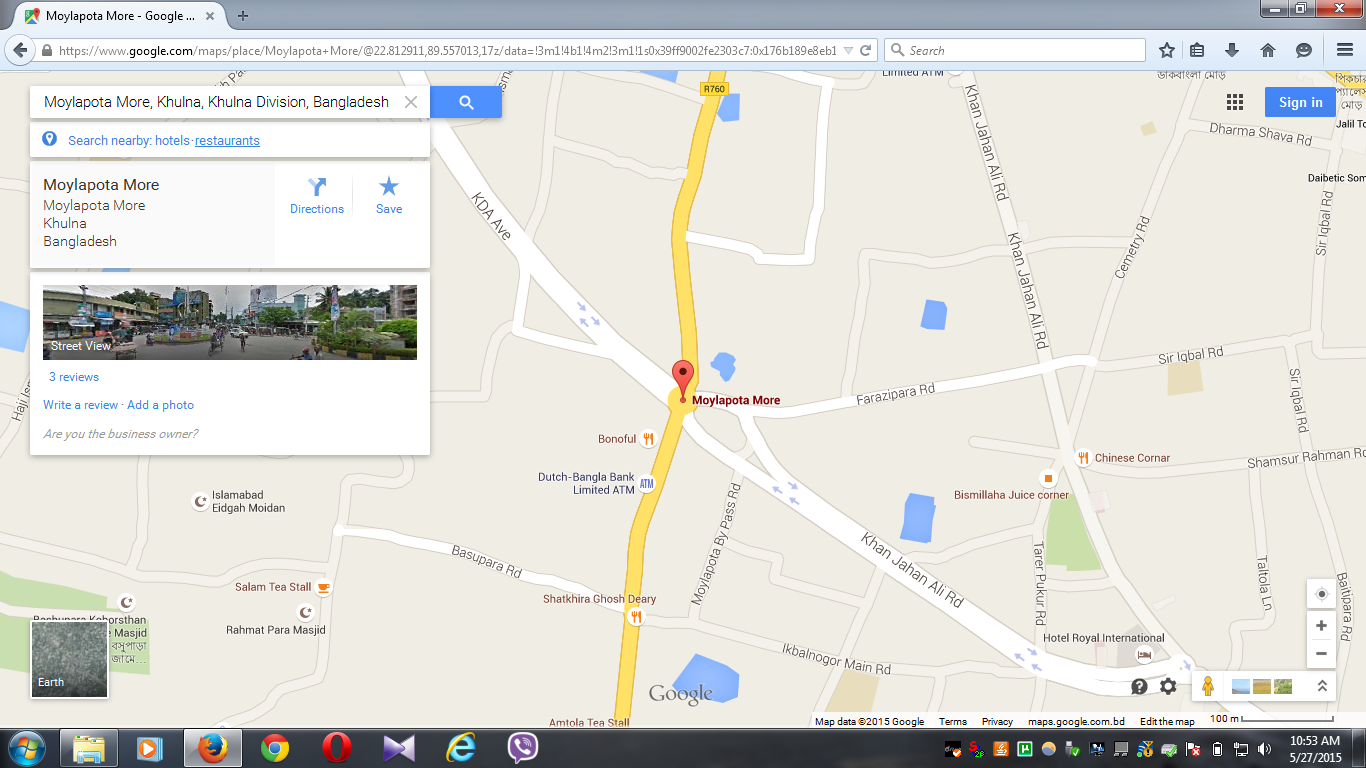 Moylapota More - Google ...
https://www.google.com/maps/place/Moylapota+More/@22.812911,89.557013,17z/data=!3m1!4b1!4m2!3m1!1s0x39ff9002fe2303c7:0x176b189e8eb1
Search
Moylapota More, Khulna, Khulna Division, Bangladesh
Search nearby: hotels · restaurants
Moylapota More
Moylapota More
Khulna
Bangladesh
Directions
Save
Street View
3 reviews
Write a review · Add a photo
Are you the business owner?
Sign in
R760
Limited ATM
ডাকবাংলা মোড়
Jalil To
Dharma Shava Rd
Daibetic Som
Khan Jahan Ali Rd
Khan Jahan Ali Rd
Cemetry Rd
Sir Iqbal Rd
KDA Ave
Sir Iqbal Rd
Sir Iqbal Rd
Farazipara Rd
Moylapota More
Bonoful
Dutch-Bangla Bank
Limited ATM
Chinese Cornar
Shamsur Rahman Rd
Bismillaha Juice corner
Islamabad
Eidgah Moidan
Moylapota By Pass Rd
Khan Jahan Ali Rd
Tarer Pukur Rd
Taltola Ln
Baitipara Rd
Basupara Rd
Salam Tea Stall
Shatkhira Ghosh Deary
Rahmat Para Masjid
Masjid
বসুপাড়া
জামে...
Hotel Royal International
Ikbalnogor Main Rd
Earth
Google
Amtola Tea Stall
Map data ©2015 Google
Terms
Privacy
maps.google.com.bd
Edit the map
100 m
10:53 AM
5/27/2015